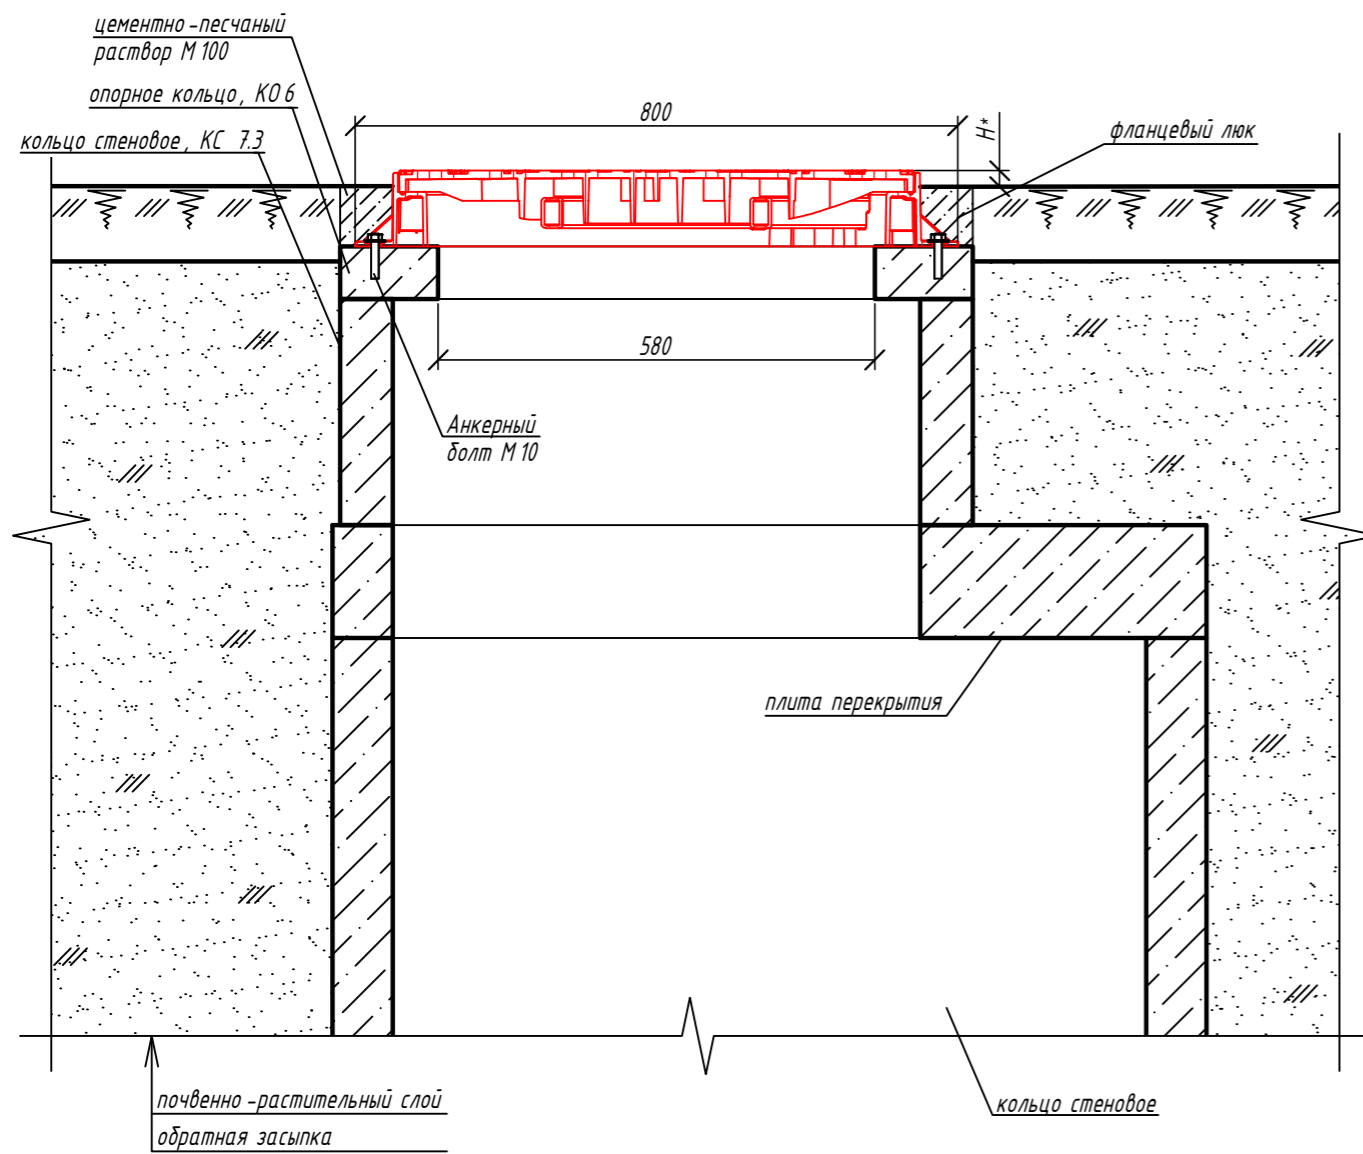 цементно-песчаный
раствор М 100
опорное кольцо, КО 6
кольцо стеновое, КС 7.3
800
Н*
фланцевый люк
580
Анкерный
болт М 10
плита перекрытия
почвенно-растительный слой
обратная засыпка
кольцо стеновое